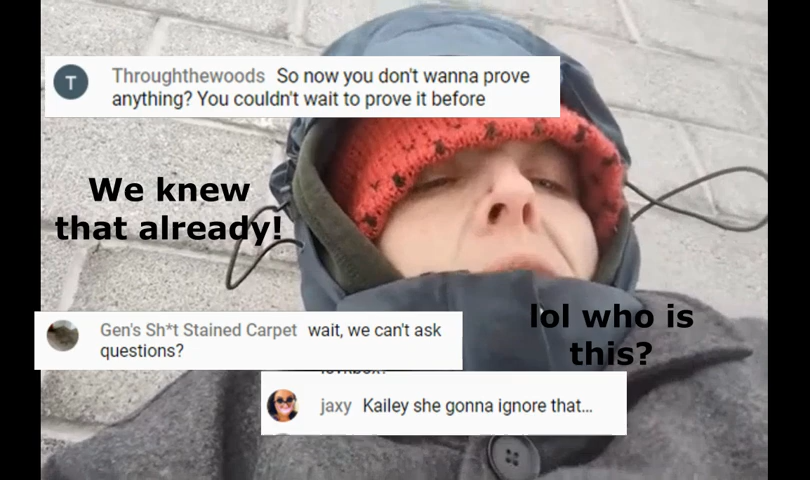 T
Throughthewoods So now you don't wanna prove
anything? You couldn't wait to prove it before
We knew
that already!
Gen's Sh*t Stained Carpet wait, we can't ask
questions?
lol who is
this?
jaxy Kailey she gonna ignore that...